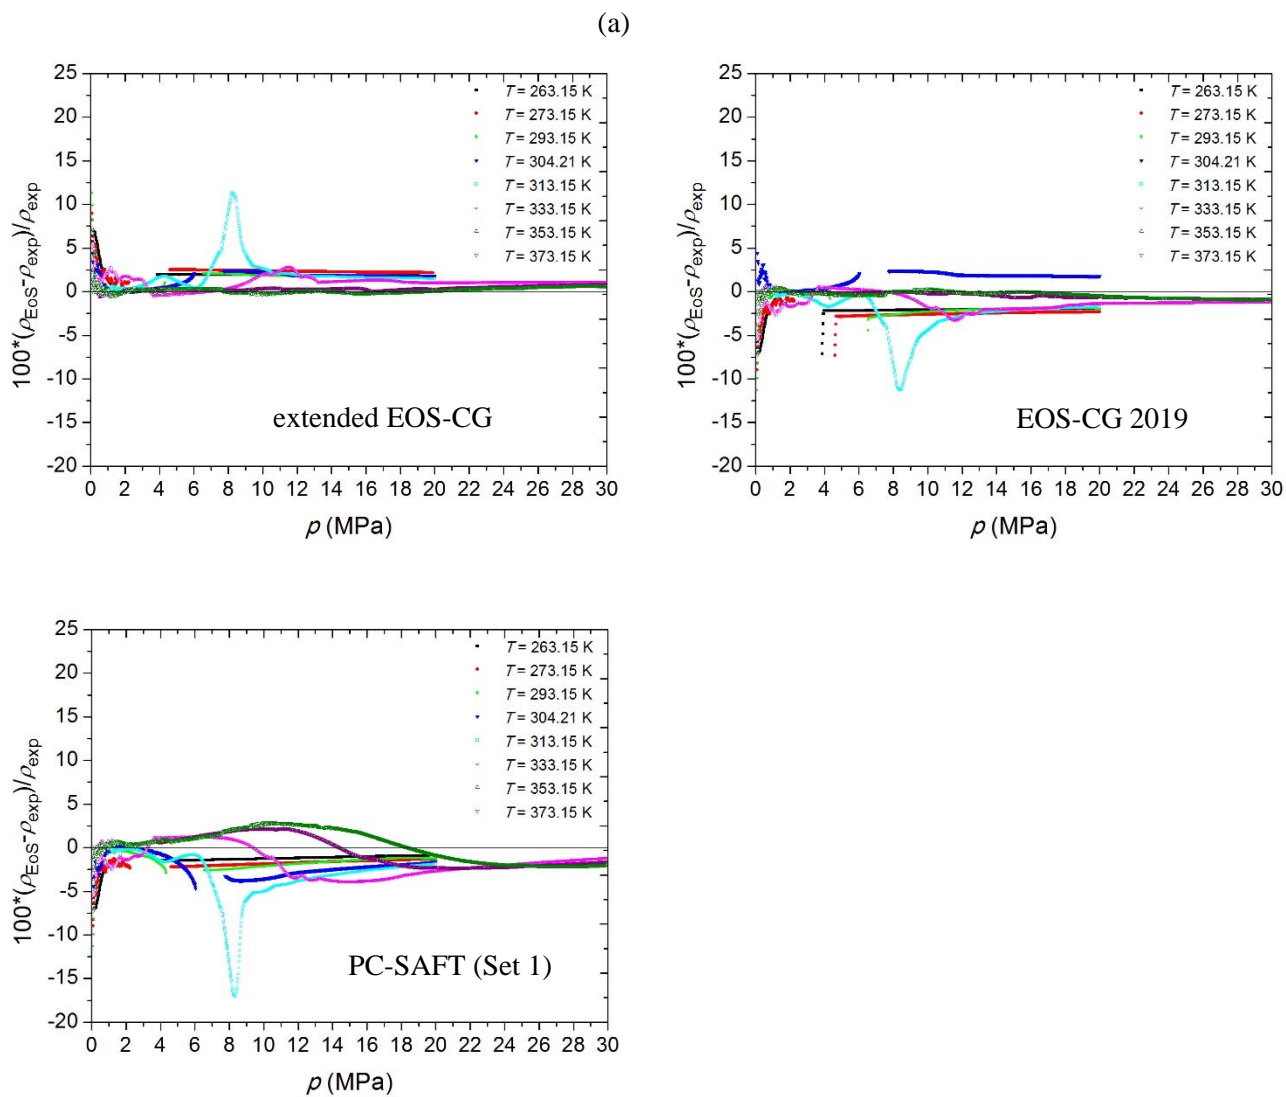 (a)
25
20
15
10
5
0
-5
-10
-15
-20
100*(ρEoS-ρexp)/ρexp
T = 263.15 K
T = 273.15 K
T = 293.15 K
T = 304.21 K
T = 313.15 K
T = 333.15 K
T = 353.15 K
T = 373.15 K
extended EOS-CG
0 2 4 6 8 10 12 14 16 18 20 22 24 26 28 30
p (MPa)
25
20
15
10
5
0
-5
-10
-15
-20
100*(ρEoS-ρexp)/ρexp
T = 263.15 K
T = 273.15 K
T = 293.15 K
T = 304.21 K
T = 313.15 K
T = 333.15 K
T = 353.15 K
T = 373.15 K
EOS-CG 2019
0 2 4 6 8 10 12 14 16 18 20 22 24 26 28 30
p (MPa)
25
20
15
10
5
0
-5
-10
-15
-20
100*(ρEoS-ρexp)/ρexp
T = 263.15 K
T = 273.15 K
T = 293.15 K
T = 304.21 K
T = 313.15 K
T = 333.15 K
T = 353.15 K
T = 373.15 K
PC-SAFT (Set 1)
0 2 4 6 8 10 12 14 16 18 20 22 24 26 28 30
p (MPa)